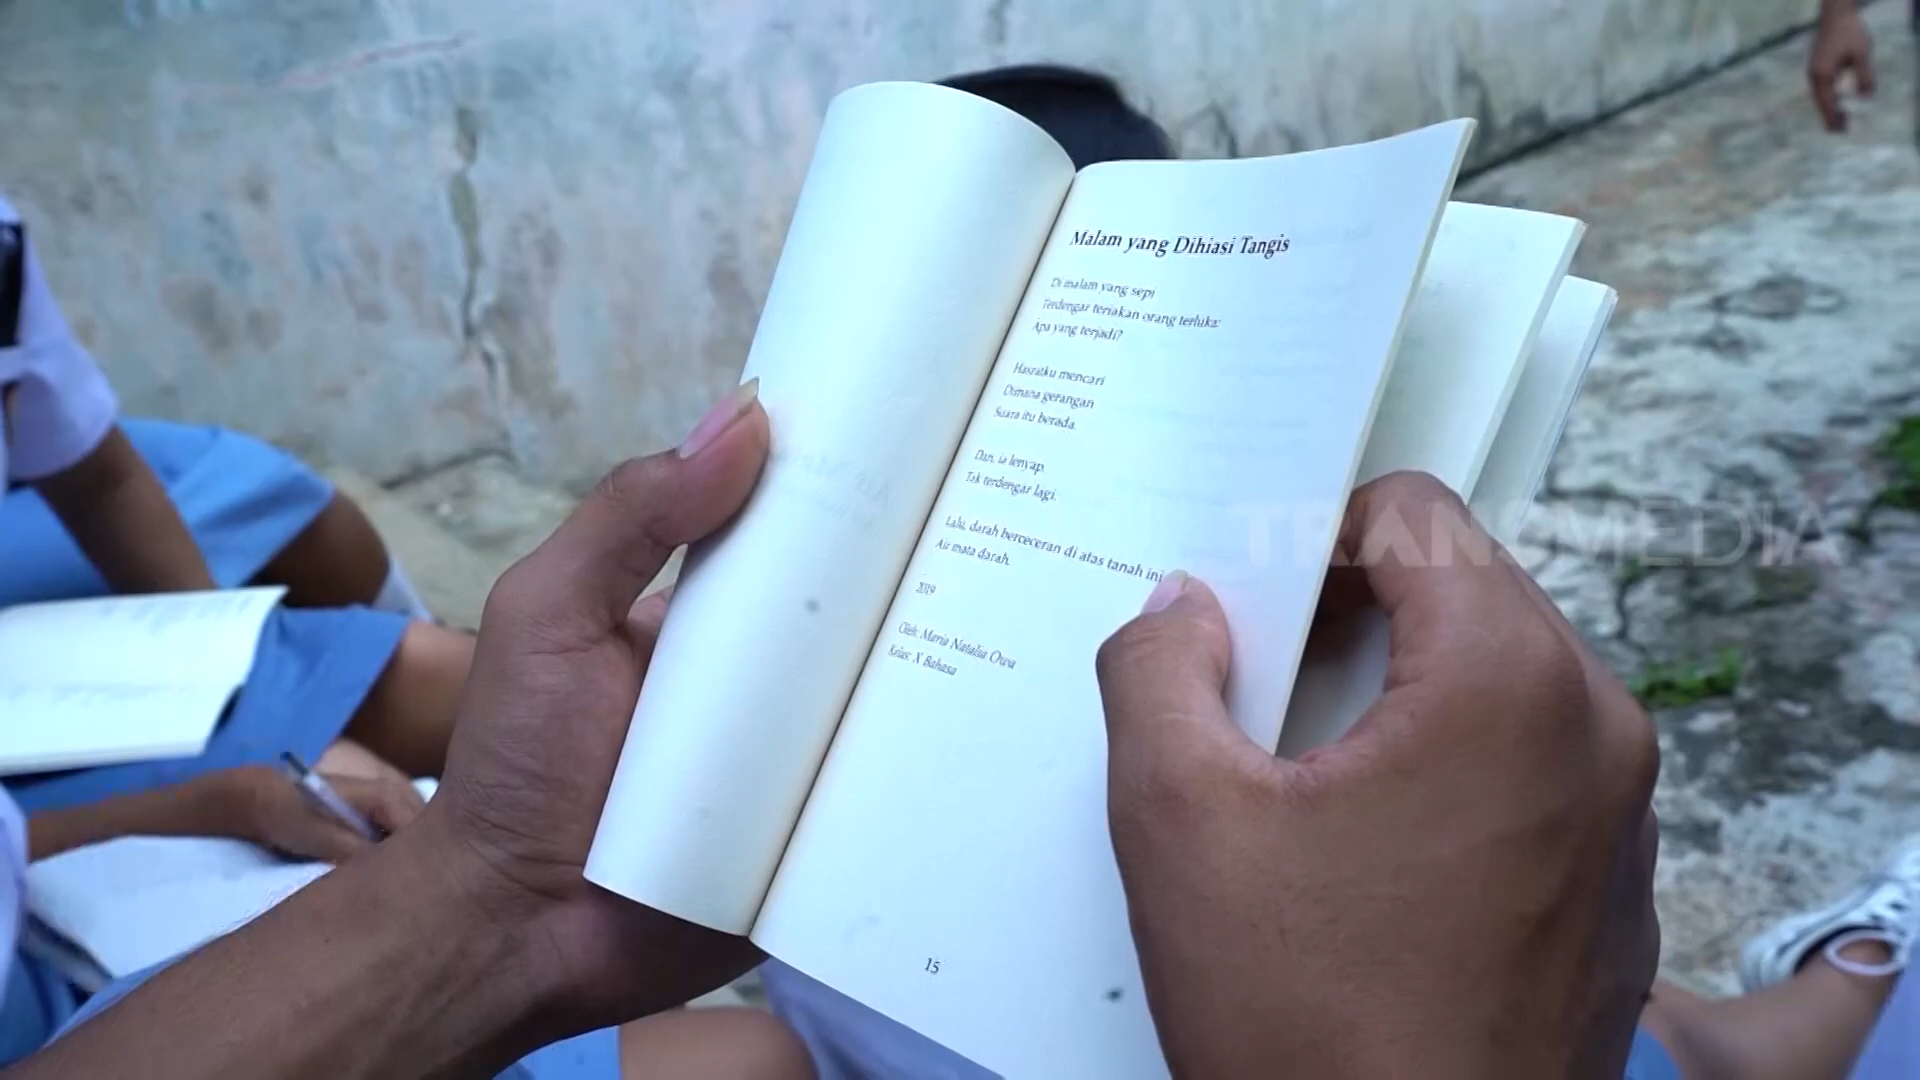 Malam yang Dihiasi Tangis
Di malam yang sepi
Terdengar teriakan orang terluka:
Apa yang terjadi?
Hasratku mencari
Dimana gerangan
Suara itu berada.
Dan, ia lenyap.
Tak terdengar lagi.
Lalu, darah berceceran di atas tanah ini
Air mata darah.
2019
Oleh: Maria Natalia Owa
Kelas: X Bahasa
15
TRANSMEDIA